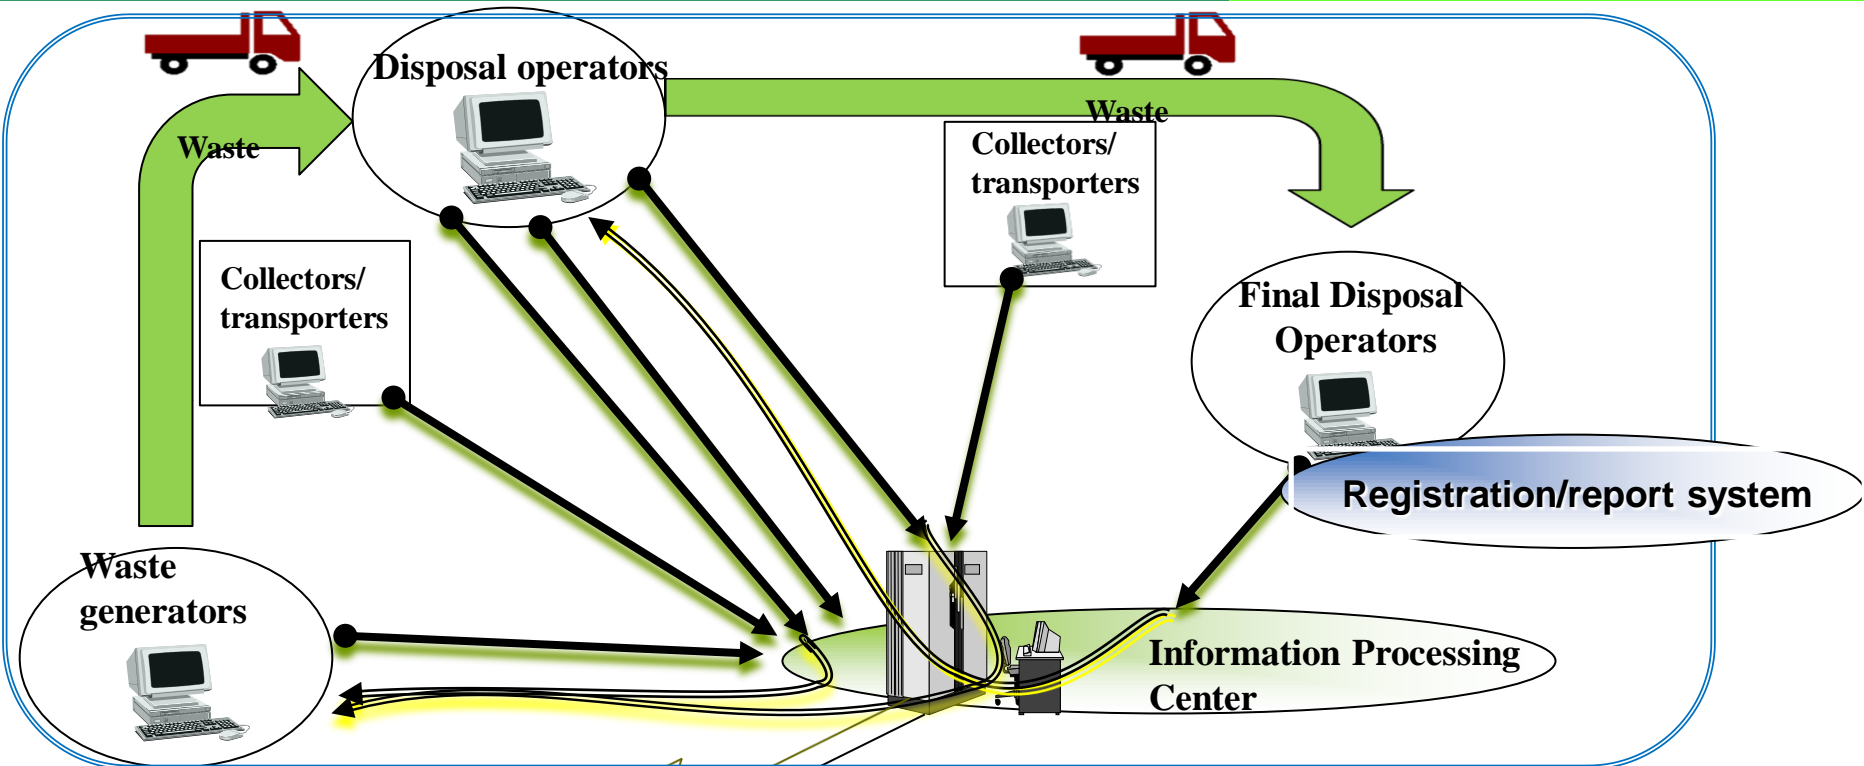 Disposal operators
Waste
Waste
Collectors/
transporters
Collectors/
transporters
Final Disposal
Operators
Registration/report system
Waste
generators
Information Processing
Center